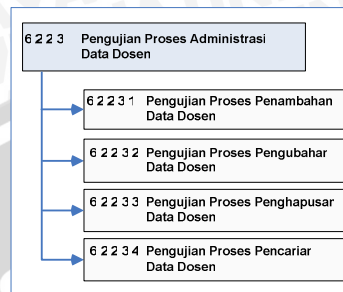 6 2 2 3 Pengujian Proses Administrasi
Data Dosen
6 2 2 3 1 Pengujian Proses Penambahan
Data Dosen
6 2 2 3 2 Pengujian Proses Pengubahar
Data Dosen
6 2 2 3 3 Pengujian Proses Penghapusar
Data Dosen
6 2 2 3 4 Pengujian Proses Pencariar
Data Dosen